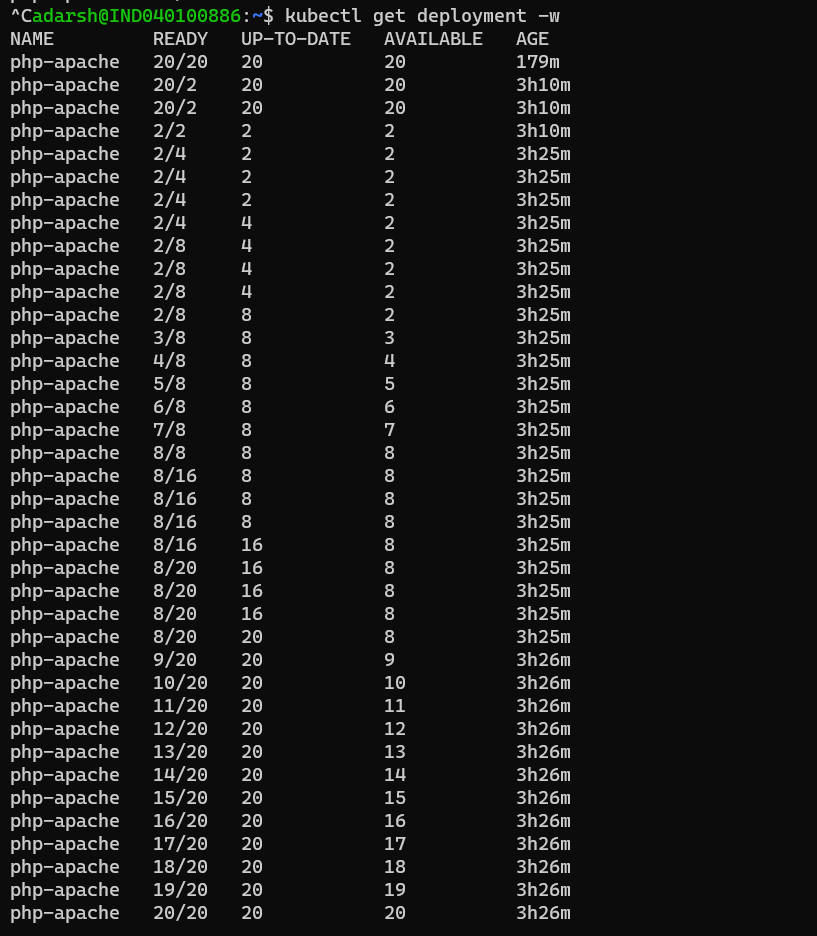 ^Cadarsh@IND040100886:~$ kubectl get deployment -w
NAME         READY   UP-TO-DATE   AVAILABLE   AGE
php-apache   20/20   20           20          179m
php-apache   20/2    20           20          3h10m
php-apache   20/2    20           20          3h10m
php-apache   2/2     2            2           3h10m
php-apache   2/4     2            2           3h25m
php-apache   2/4     2            2           3h25m
php-apache   2/4     2            2           3h25m
php-apache   2/4     4            2           3h25m
php-apache   2/8     4            2           3h25m
php-apache   2/8     4            2           3h25m
php-apache   2/8     4            2           3h25m
php-apache   2/8     8            2           3h25m
php-apache   3/8     8            3           3h25m
php-apache   4/8     8            4           3h25m
php-apache   5/8     8            5           3h25m
php-apache   6/8     8            6           3h25m
php-apache   7/8     8            7           3h25m
php-apache   8/8     8            8           3h25m
php-apache   8/16    8            8           3h25m
php-apache   8/16    8            8           3h25m
php-apache   8/16    8            8           3h25m
php-apache   8/16    16           8           3h25m
php-apache   8/20    16           8           3h25m
php-apache   8/20    16           8           3h25m
php-apache   8/20    16           8           3h25m
php-apache   8/20    20           8           3h25m
php-apache   9/20    20           9           3h26m
php-apache   10/20   20           10          3h26m
php-apache   11/20   20           11          3h26m
php-apache   12/20   20           12          3h26m
php-apache   13/20   20           13          3h26m
php-apache   14/20   20           14          3h26m
php-apache   15/20   20           15          3h26m
php-apache   16/20   20           16          3h26m
php-apache   17/20   20           17          3h26m
php-apache   18/20   20           18          3h26m
php-apache   19/20   20           19          3h26m
php-apache   20/20   20           20          3h26m